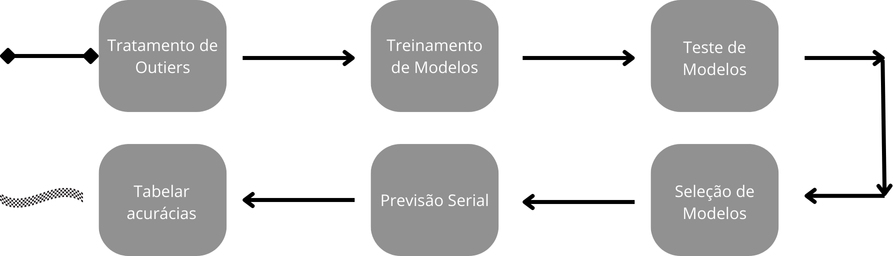 Tratamento de
Outiers
Treinamento
de Modelos
Teste de
Modelos
Seleção de
Modelos
Previsão Serial
Tabelar
acurácias